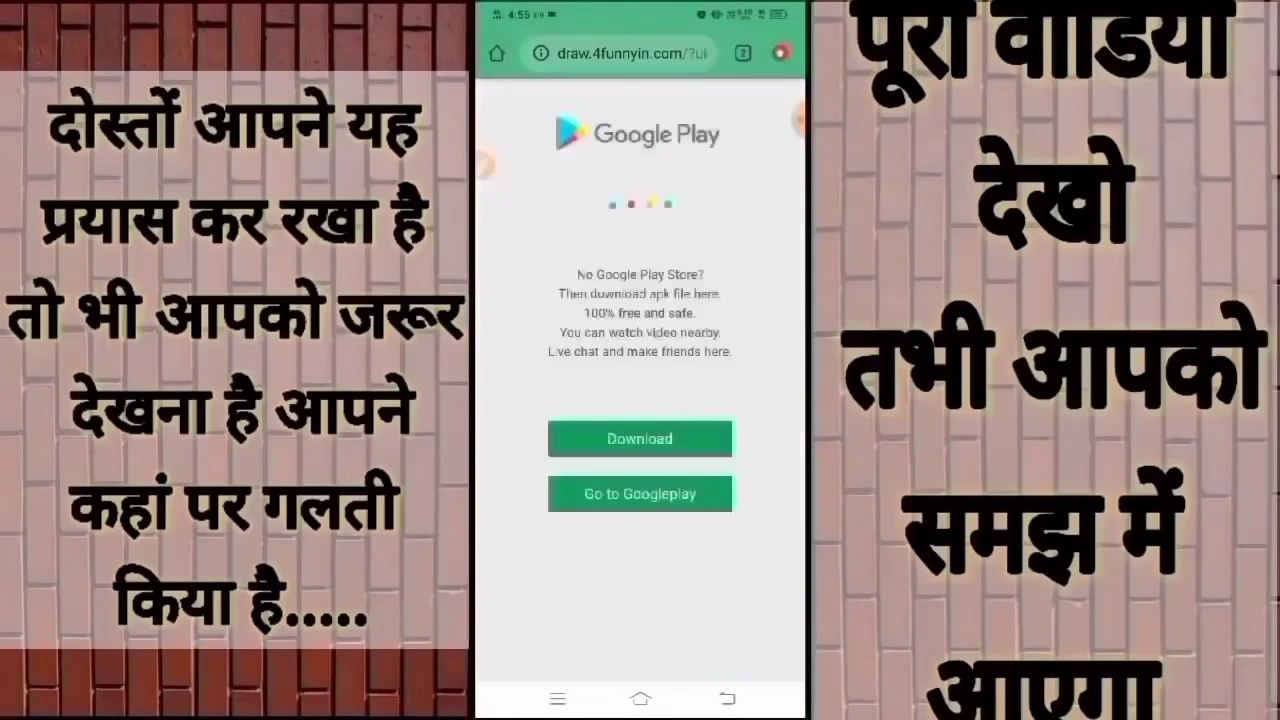 दोस्तों आपने यह
प्रयास कर रखा है
तो भी आपको जरूर
देखना है आपने
कहां पर गलती
किया है.....
4:55
draw.4funnyin.com/?ui
2
Google Play
No Google Play Store?
Then download apk file here.
100% free and safe.
You can watch video nearby.
Live chat and make friends here.
Download
Go to Googleplay
पूरा वीडियो
देखो
तभी आपको
समझ में
आएगा